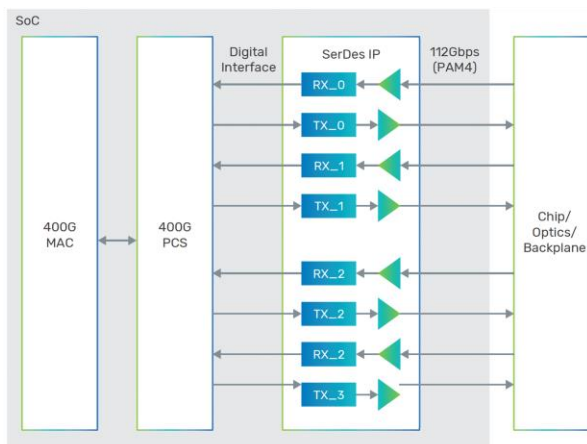 SoC
Digital
Interface
SerDes IP
112Gbps
(PAM4)
RX_0
TX_0
RX_1
TX_1
400G
MAC
400G
PCS
Chip/
Optics/
Backplane
RX_2
TX_2
RX_2
TX_3